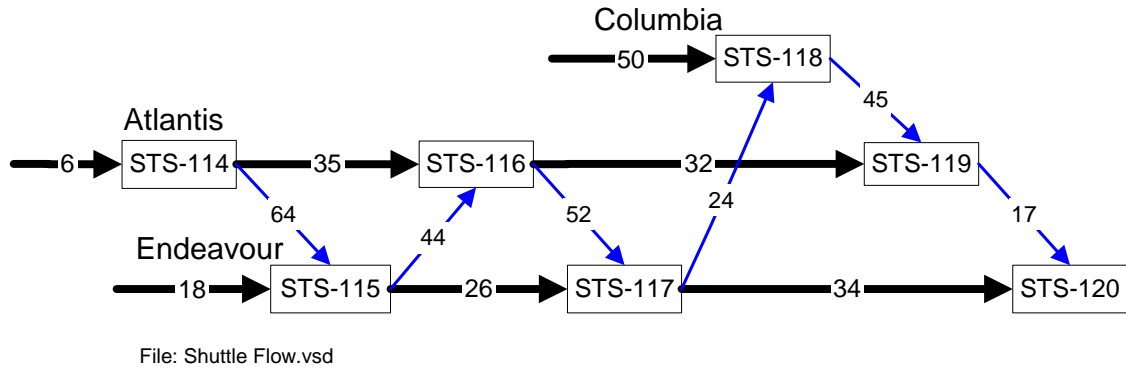 Columbia
50
STS-118
45
Atlantis
6
STS-114
35
STS-116
32
STS-119
64
44
52
24
17
Endeavour
18
STS-115
26
STS-117
34
STS-120
File: Shuttle Flow.vsd